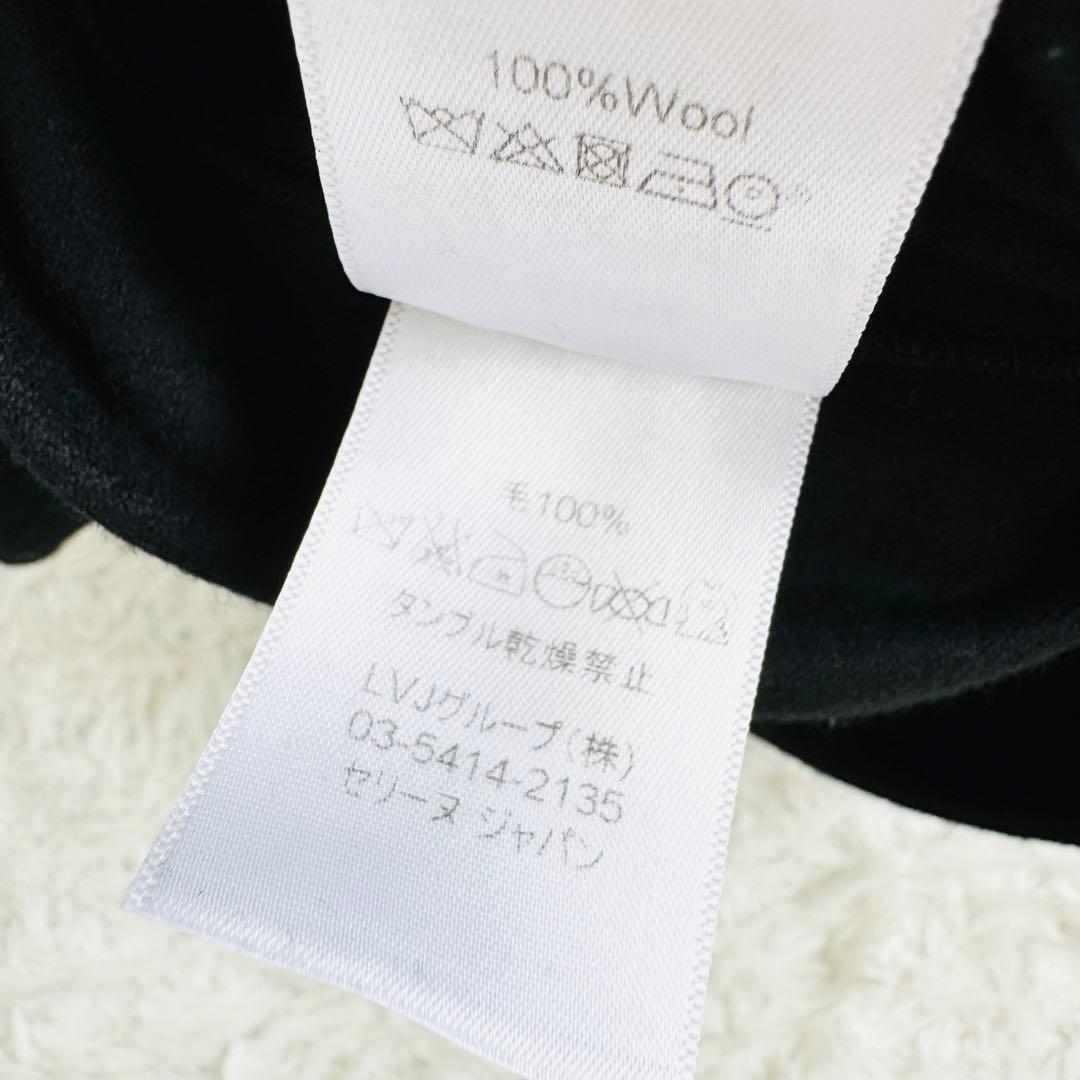 100%Wool
毛100%
タンブル乾燥禁止
LVJグループ(株)
03-5414-2135
セリーヌ ジャパン